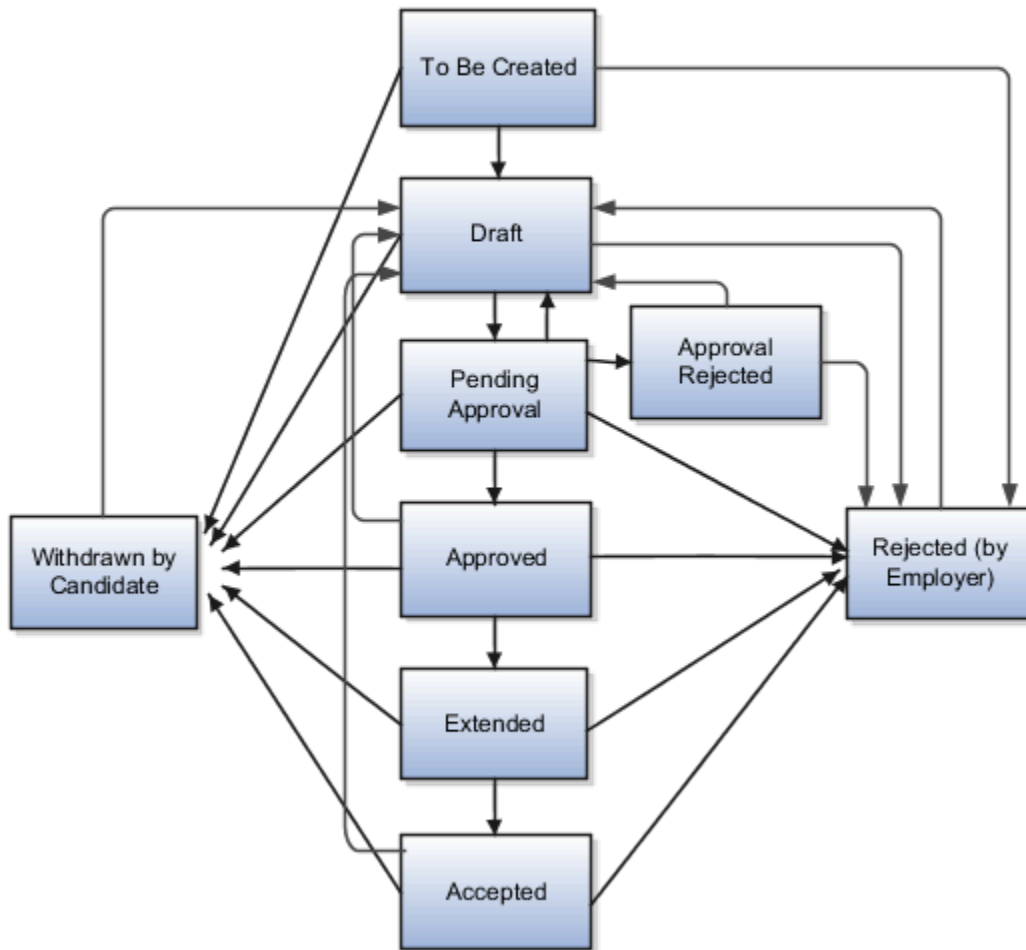 To Be Created
Draft
Approval
Rejected
Pending
Approval
Withdrawn by
Candidate
Approved
Rejected (by
Employer)
Extended
Accepted